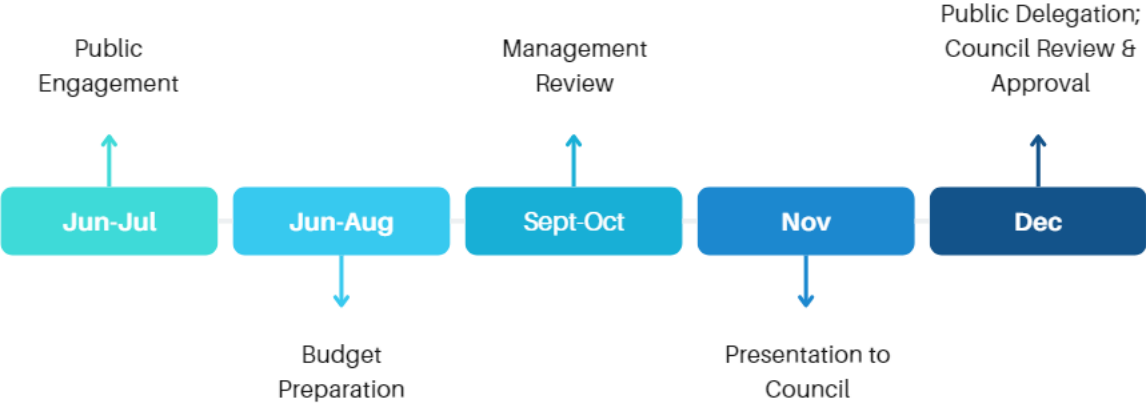 Public Delegation;
Council Review &
Approval
Public
Engagement
Management
Review
Jun-Jul
Jun-Aug
Sept-Oct
Nov
Dec
Budget
Preparation
Presentation to
Council